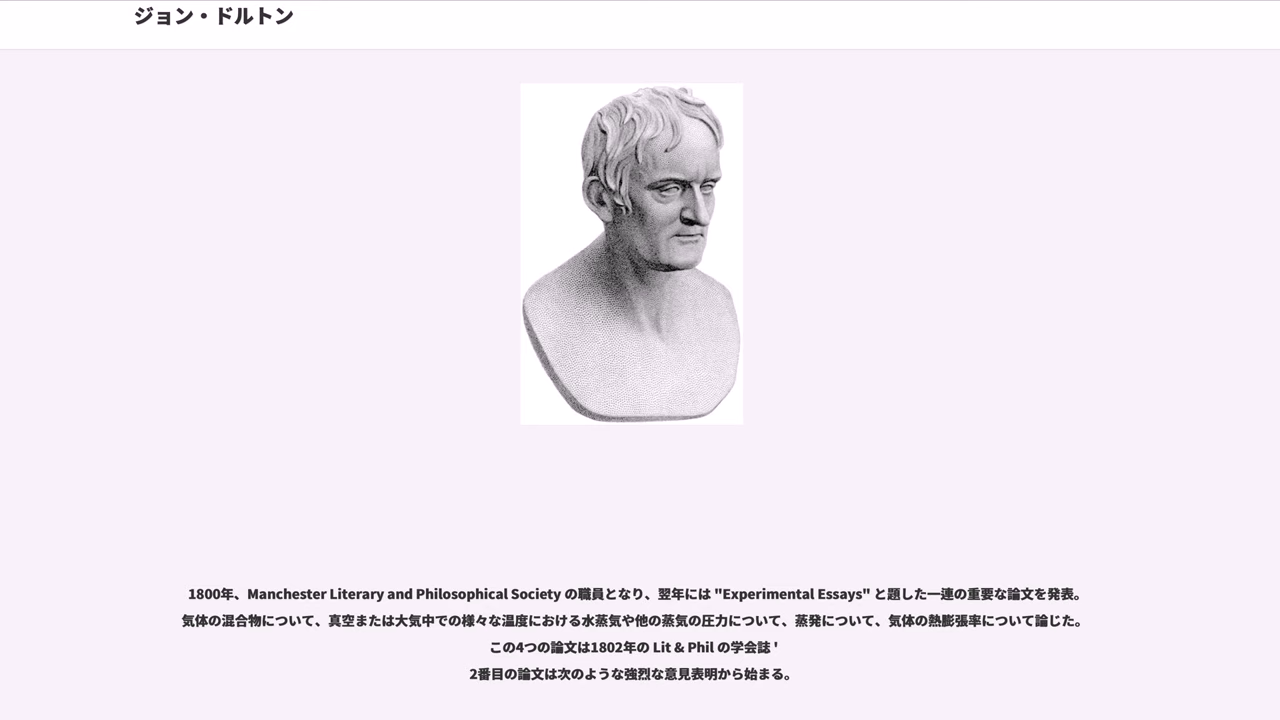 ジョン・ドルトン
1800年、Manchester Literary and Philosophical Society の職員となり、翌年には "Experimental Essays" と題した一連の重要な論文を発表。
気体の混合物について、真空または大気中での様々な温度における水蒸気や他の蒸気の圧力について、蒸発について、気体の熱膨張率について論じた。
この4つの論文は1802年の Lit & Phil の学会誌 '
2番目の論文は次のような強烈な意見表明から始まる。